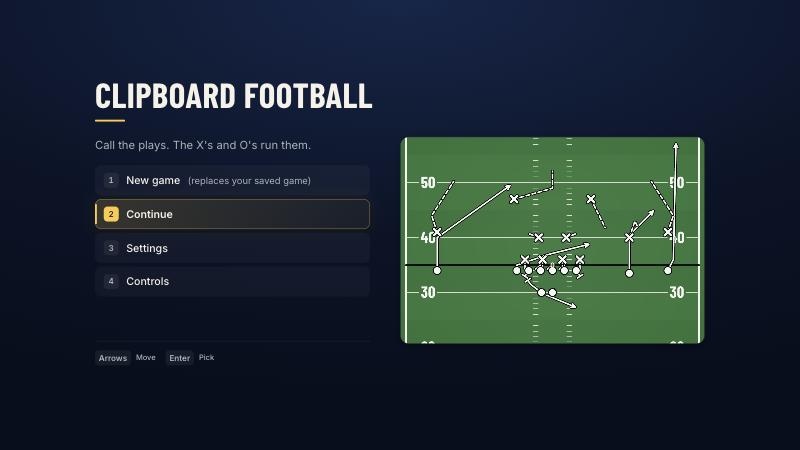 CLIPBOARD FOOTBALL
Call the plays. The X's and O's run them.
1 New game (replaces your saved game)
2 Continue
3 Settings
4 Controls
Arrows Move Enter Pick
50 50
40 40
30 30